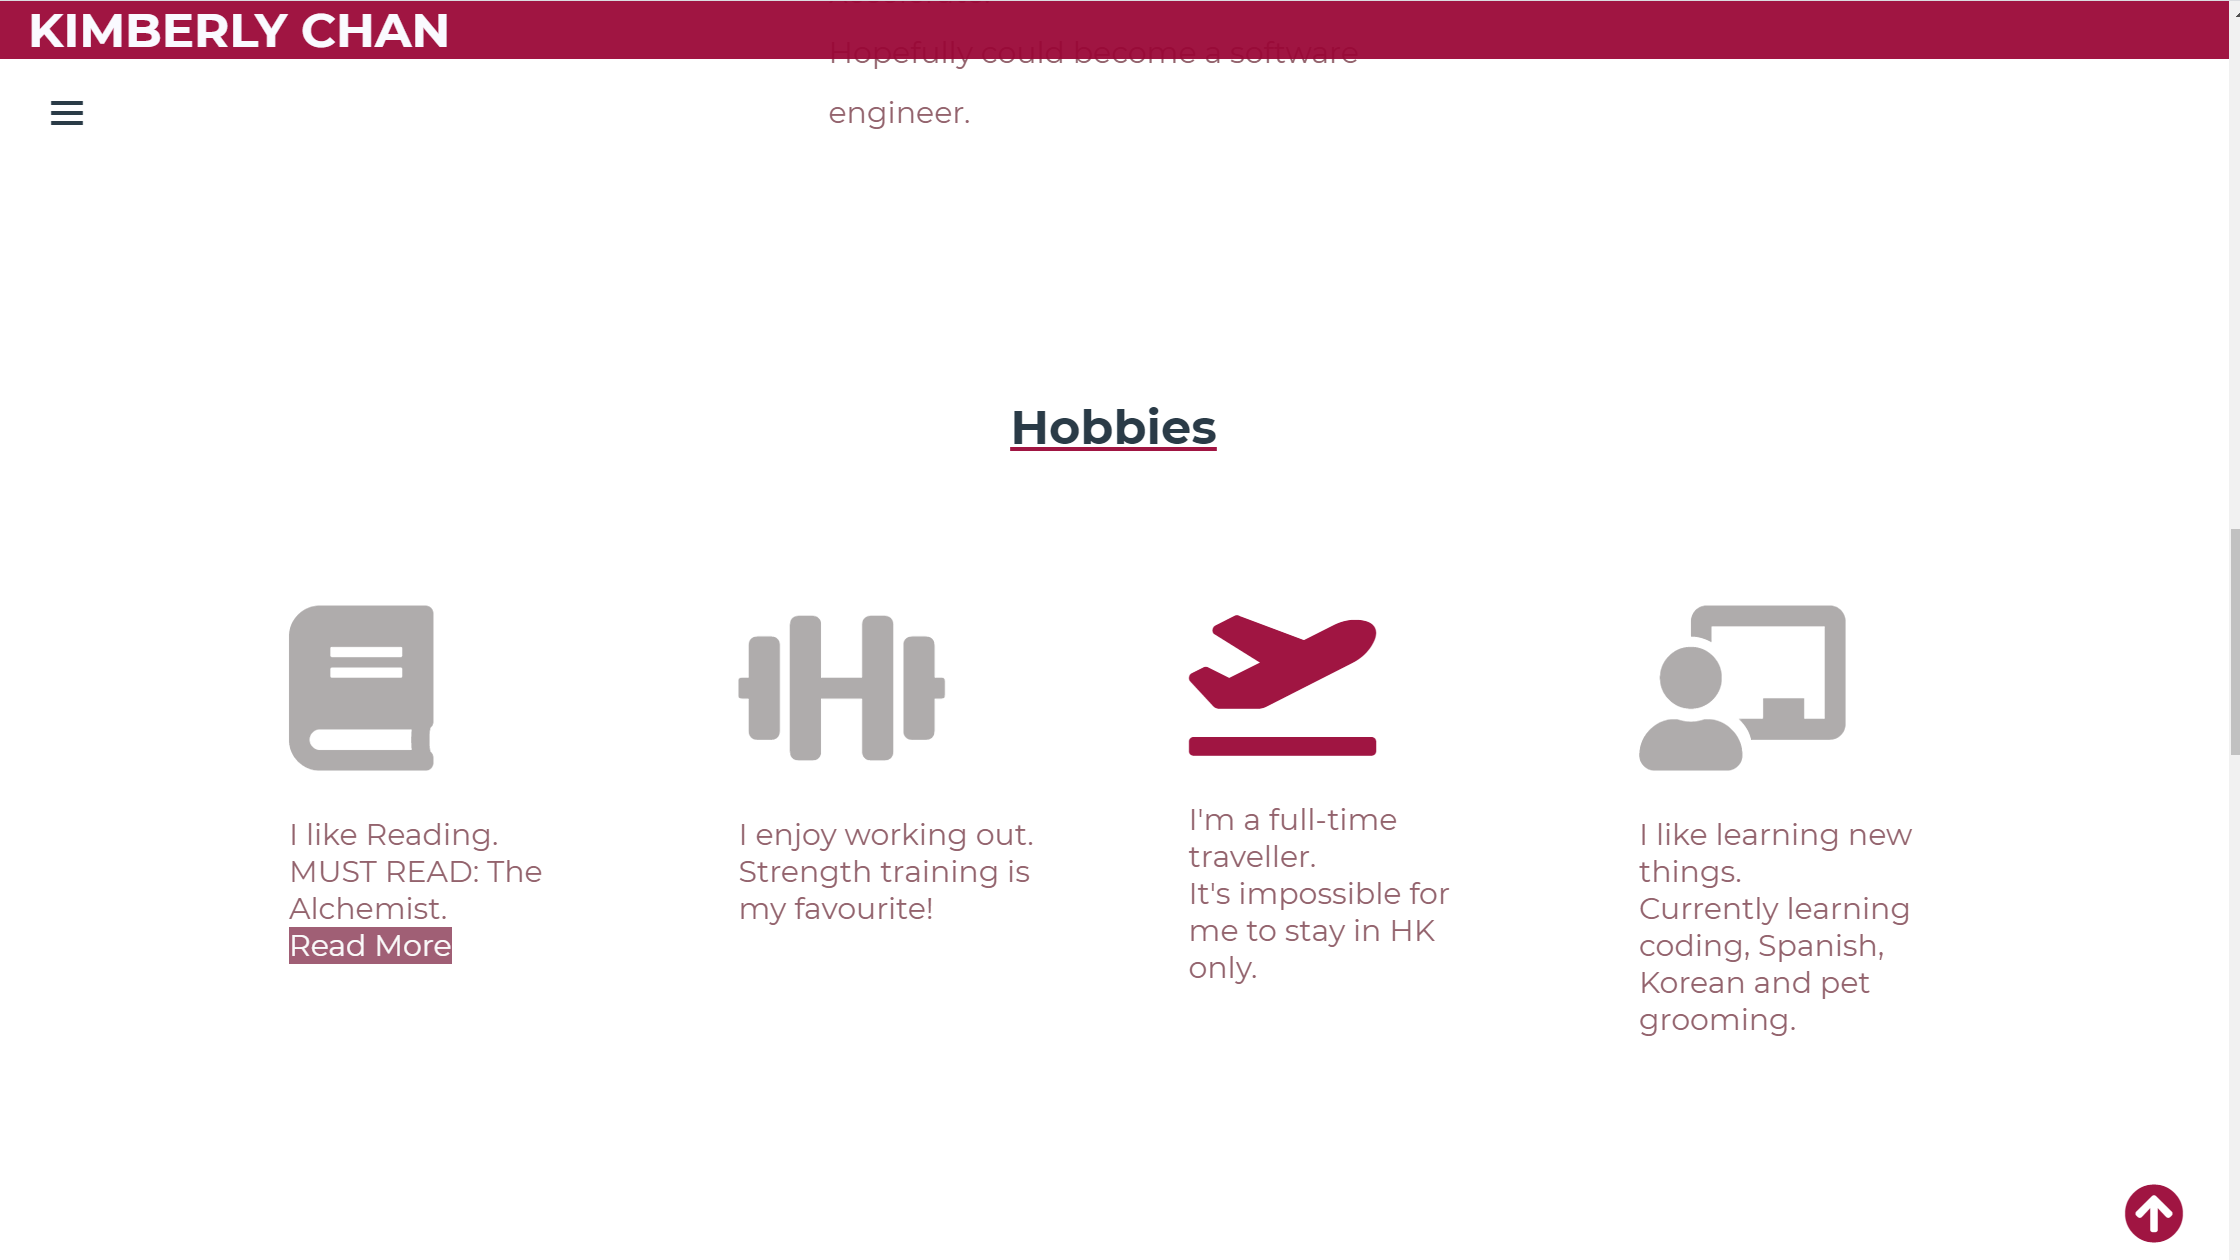 KIMBERLY CHAN
Hopefully could become a software
engineer.
Hobbies
I like Reading.
MUST READ: The
Alchemist.
Read More
I enjoy working out.
Strength training is
my favourite!
I'm a full-time
traveller.
It's impossible for
me to stay in HK
only.
I like learning new
things.
Currently learning
coding, Spanish,
Korean and pet
grooming.